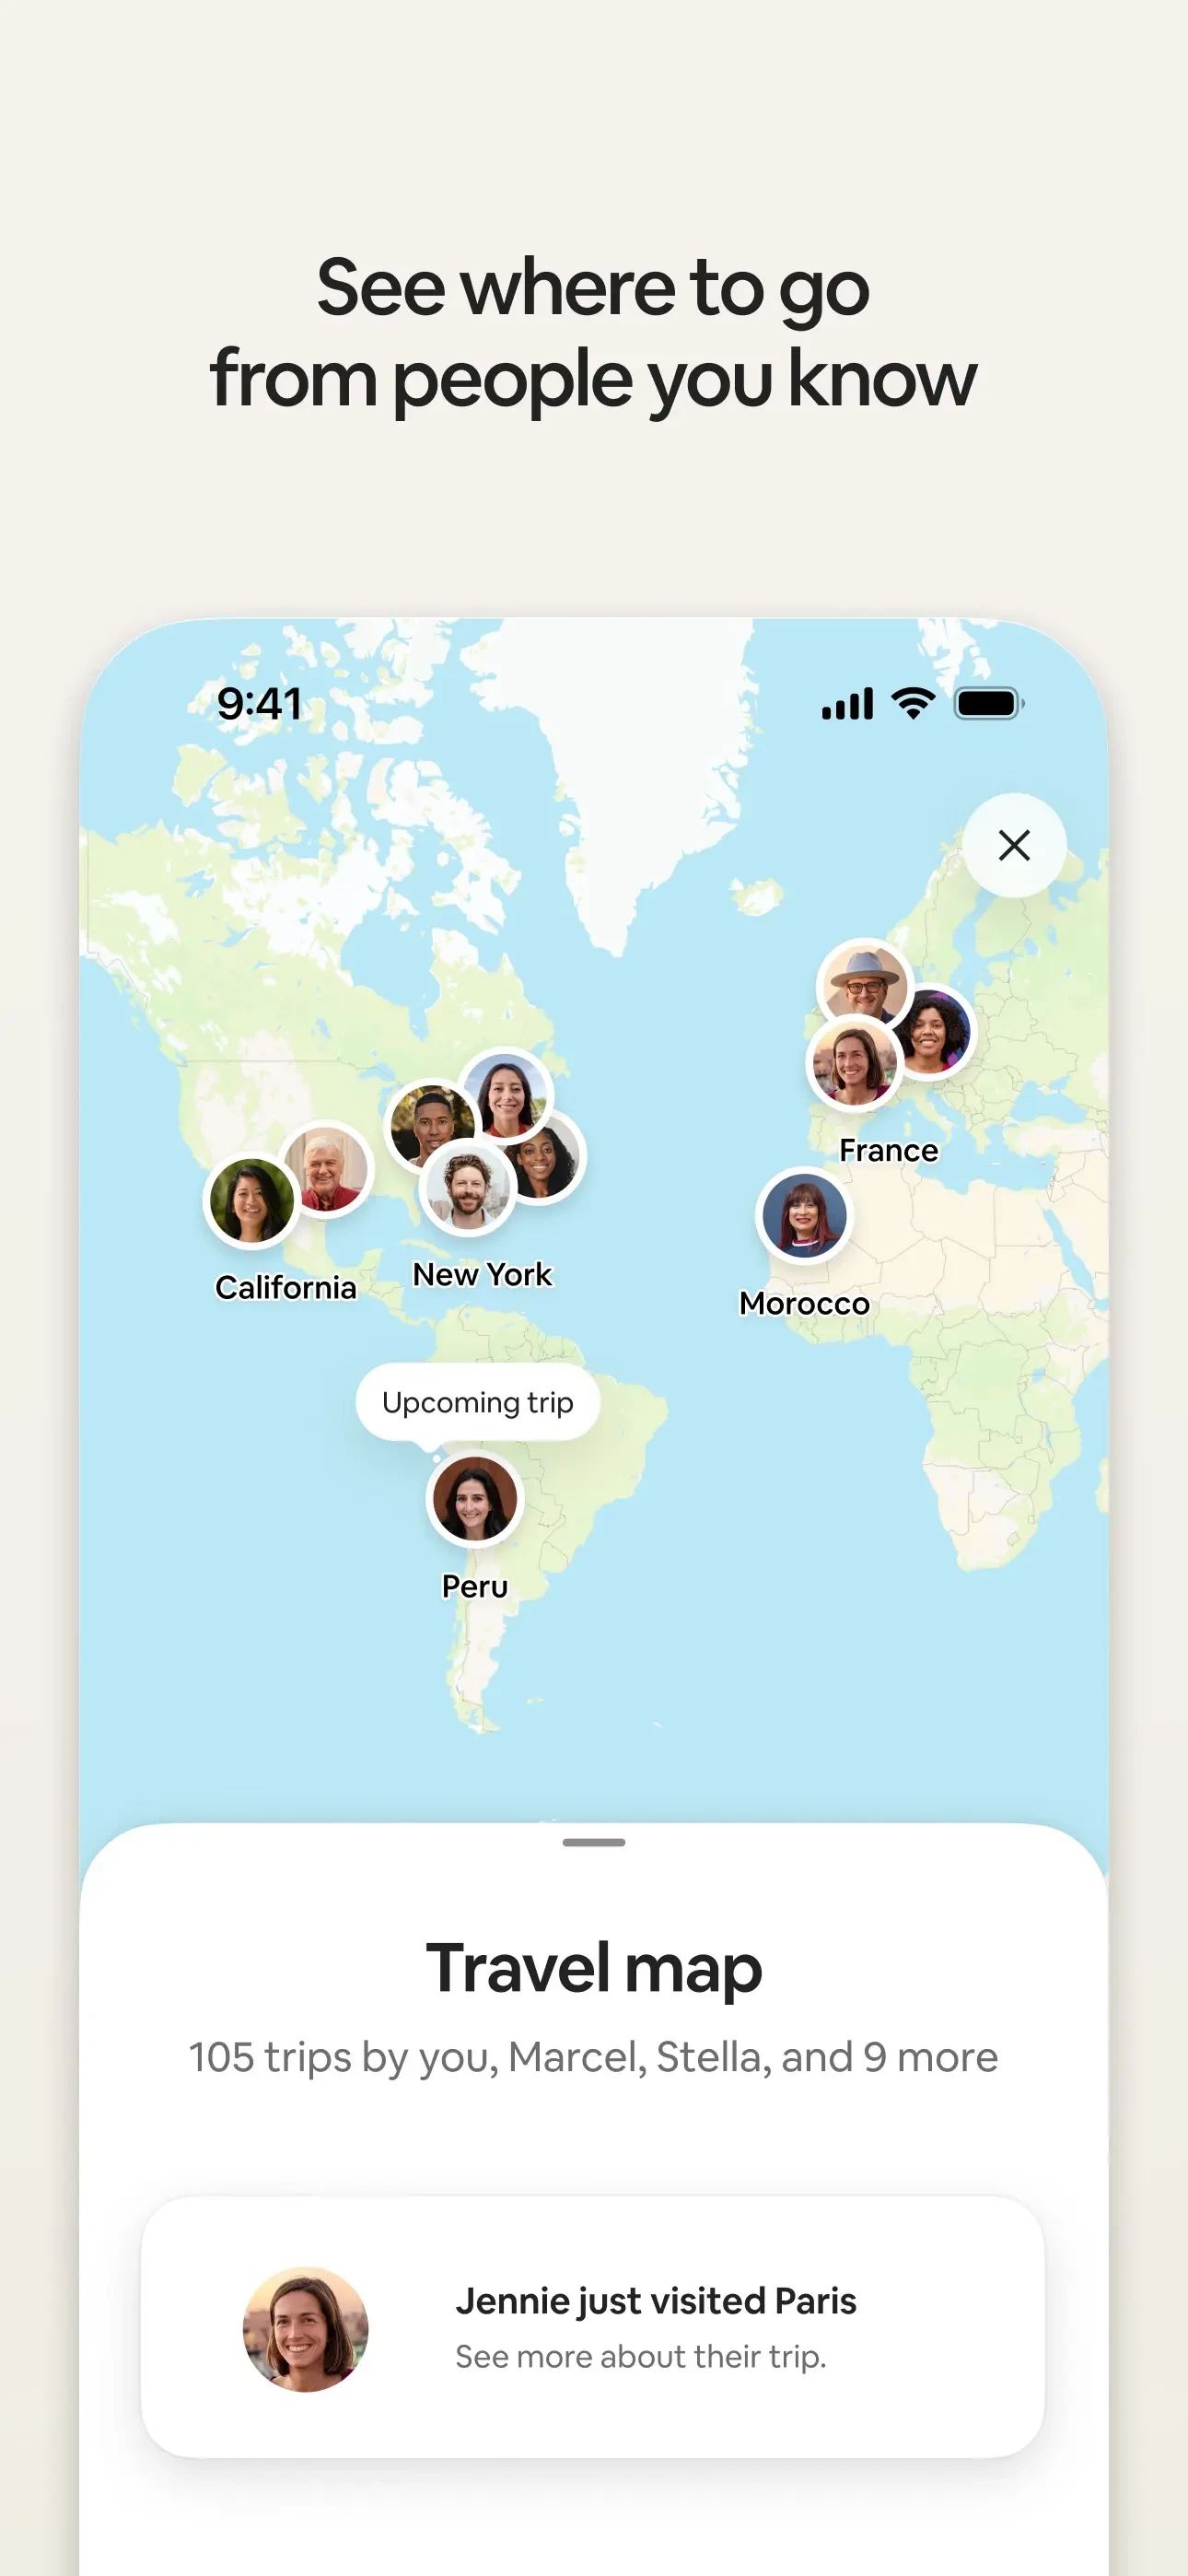 See where to go
from people you know
9:41
France
California
New York
Morocco
Upcoming trip
Peru
Travel map
105 trips by you, Marcel, Stella, and 9 more
Jennie just visited Paris
See more about their trip.